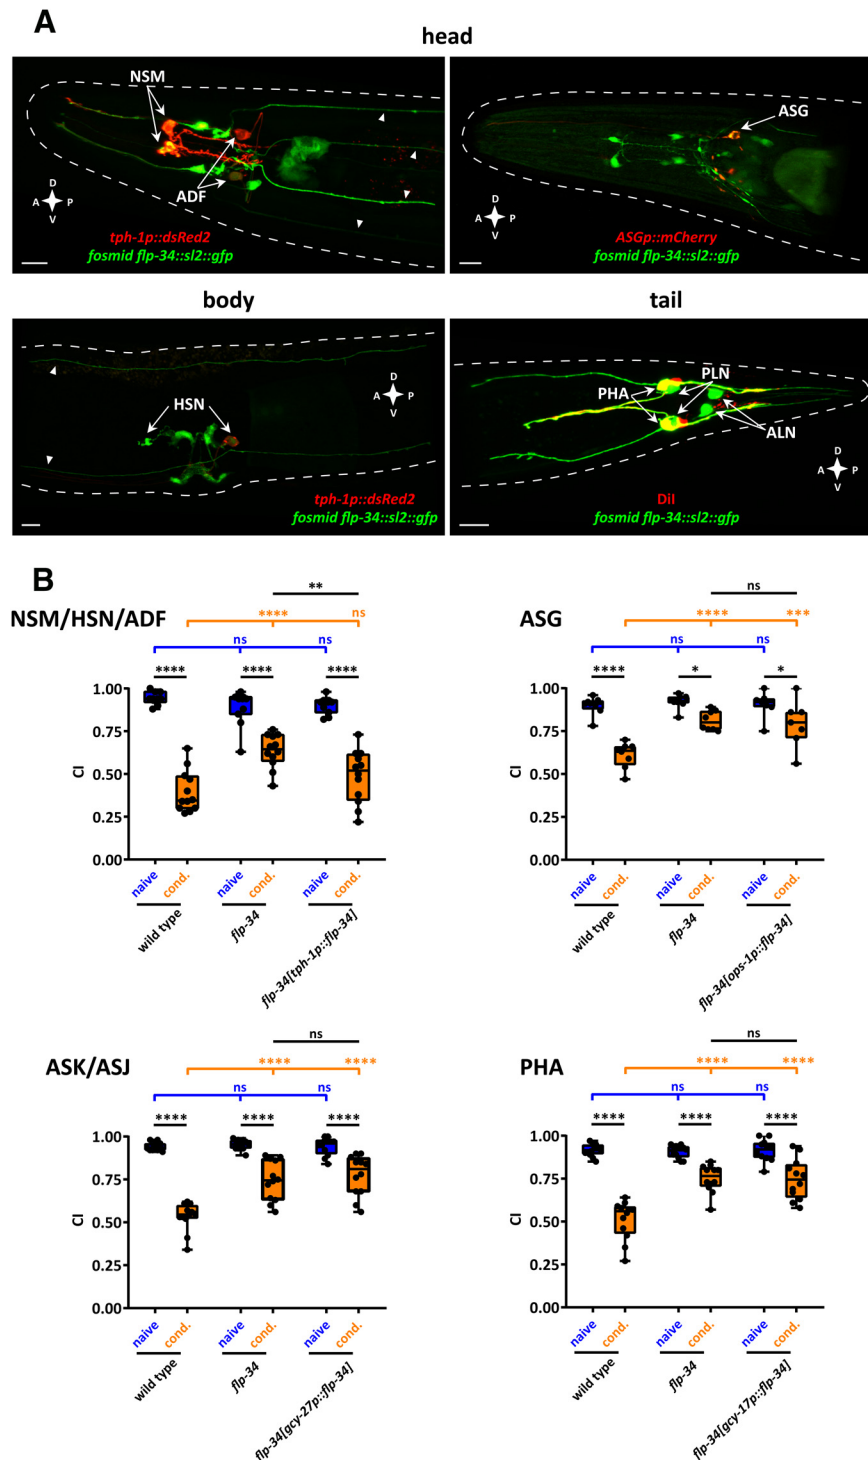 A
head
NSM
ADF
D
A P
V
tph-1p::dsRed2
fosmid flp-34::sl2::gfp
ASG
D
A P
V
ASGp::mCherry
fosmid flp-34::sl2::gfp
body
HSN
D
A P
V
tph-1p::dsRed2
fosmid flp-34::sl2::gfp
tail
PLN
PHA
ALN
D
A P
V
DiI
fosmid flp-34::sl2::gfp
B
NSM/HSN/ADF
**
**** ns
ns ns
**** **** ****
1.00
0.75
0.50
0.25
0.00
CI
naive cond. naive cond. naive cond.
wild type
flp-34
flp-34[tph-1p::flp-34]
ASG
ns
**** ***
ns ns
**** * *
1.00
0.75
0.50
0.25
0.00
CI
naive cond. naive cond. naive cond.
wild type
flp-34
flp-34[ops-1p::flp-34]
ASK/ASJ
ns
**** ****
ns ns
**** **** ****
1.00
0.75
0.50
0.25
0.00
CI
naive cond. naive cond. naive cond.
wild type
flp-34
flp-34[gcy-27p::flp-34]
PHA
ns
**** ****
ns ns
**** **** ****
1.00
0.75
0.50
0.25
0.00
CI
naive cond. naive cond. naive cond.
wild type
flp-34
flp-34[gcy-17p::flp-34]